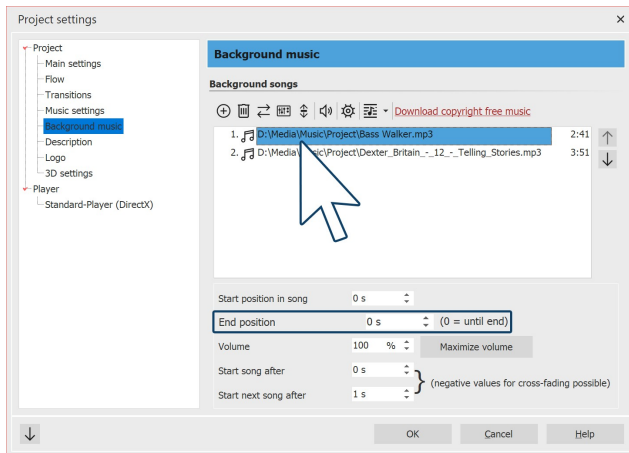 Project settings
Project
Main settings
Flow
Transitions
Music settings
Background music
Description
Logo
3D settings
Player
Standard-Player (DirectX)
Background music
Background songs
Download copyright free music
1. D:\Media\Music\Project\Bass Walker.mp3 2:41
2. D:\Media\Music\Project\Dexter_Britain_-_12_-_Telling_Stories.mp3 3:51
Start position in song 0 s
End position 0 s (0 = until end)
Volume 100 % Maximize volume
Start song after 0 s
(negative values for cross-fading possible)
Start next song after 1 s
OK Cancel Help